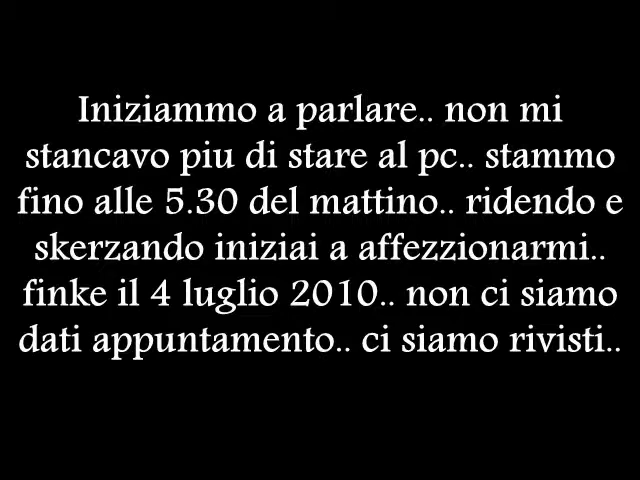 Iniziammo a parlare.. non mi
stancavo piu di stare al pc.. stammo
fino alle 5.30 del mattino.. ridendo e
skerzando iniziai a affezzionarmi..
finke il 4 luglio 2010.. non ci siamo
dati appuntamento.. ci siamo rivisti..